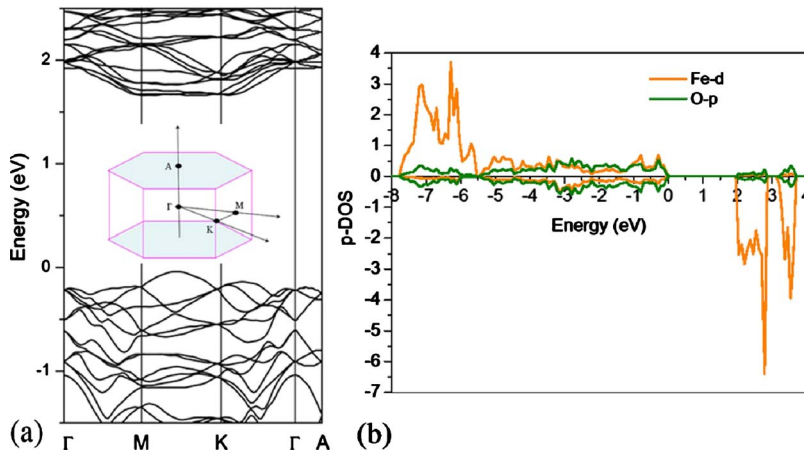 2
1
0
-1
Energy (eV)
A
Γ
M
K
(a)
Γ M K Γ A
4
3
2
1
0
-1
-2
-3
-4
-5
-6
-7
p-DOS
-8 -7 -6 -5 -4 -3 -2 -1 0 1 2 3 4
Energy (eV)
Fe-d
O-p
(b)